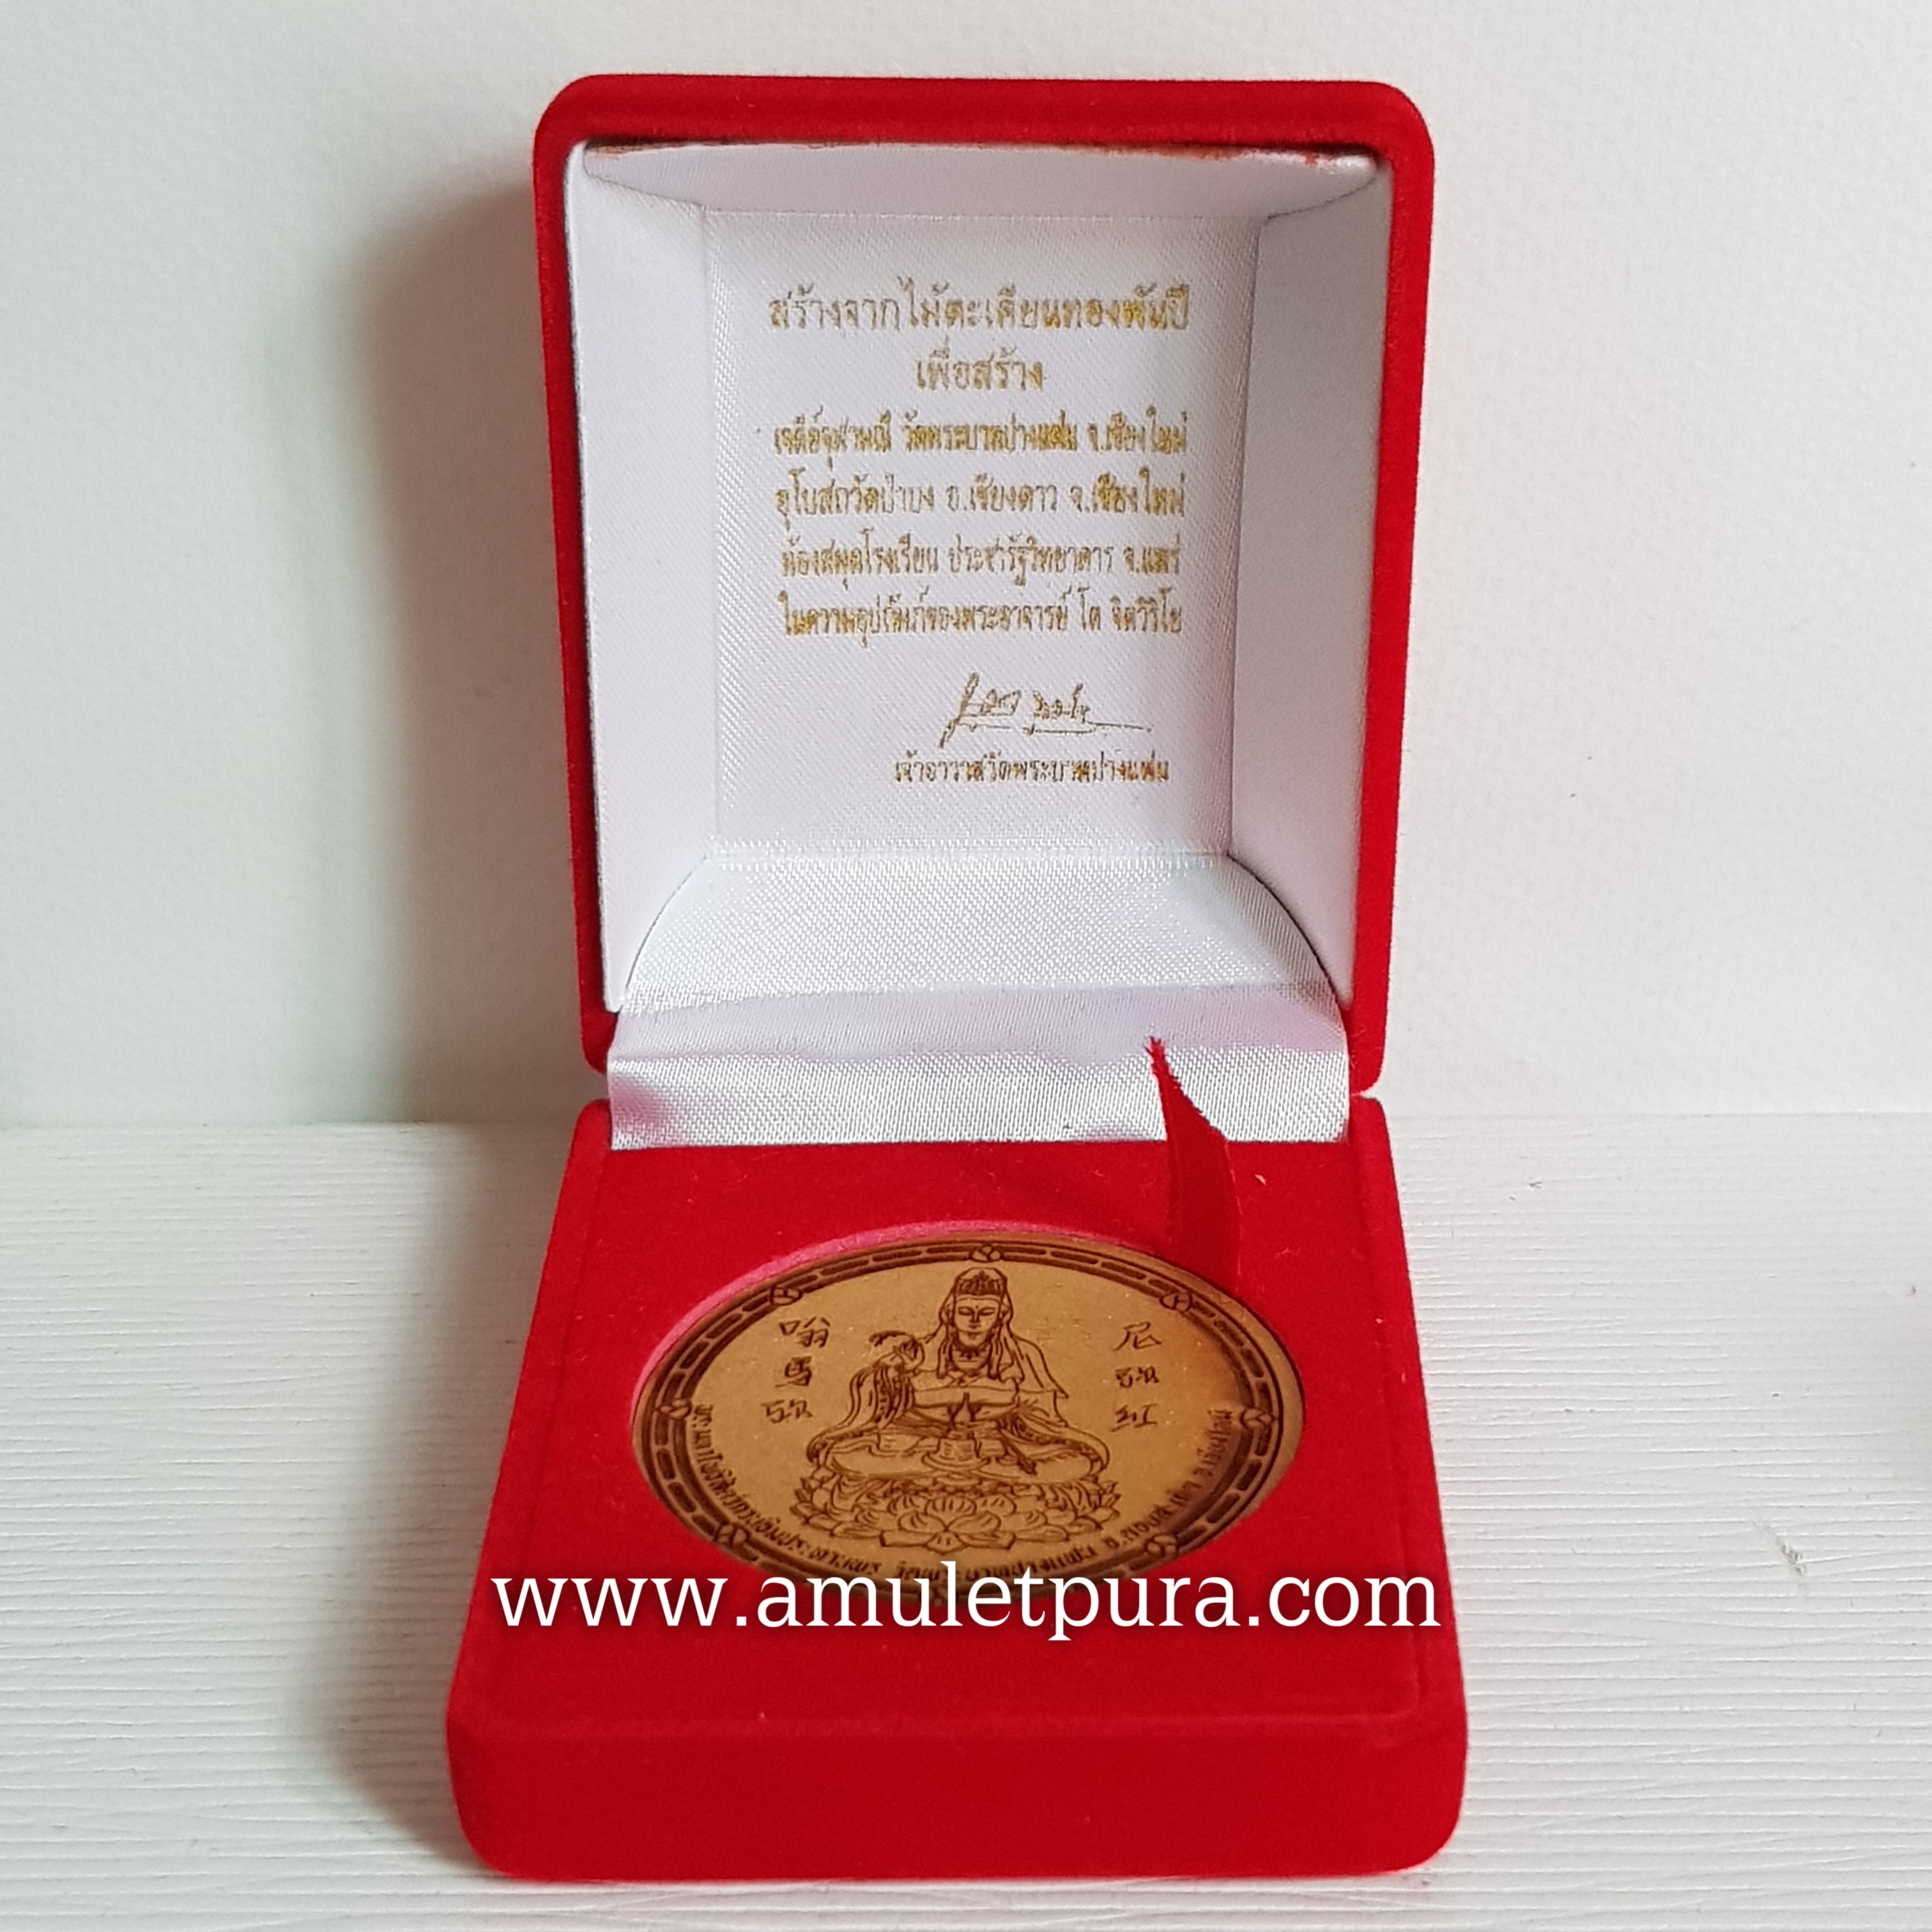 สร้างจากไม้ตะเคียนทองพันปี
เพื่อสร้าง
เจดีย์จุฬามณี วัดพระบาทปางแฟน จ.เชียงใหม่
อุโบสถวัดป่าบง อ.เชียงดาว จ.เชียงใหม่
ห้องสมุดโรงเรียน ประชารัฐวิทยาคาร จ.แพร่
ในความอุปถัมภ์ของพระอาจารย์ โต จิตวิริโย
เจ้าอาวาสวัดพระบาทปางแฟน
嗡
尼
紅
www.amuletpura.com